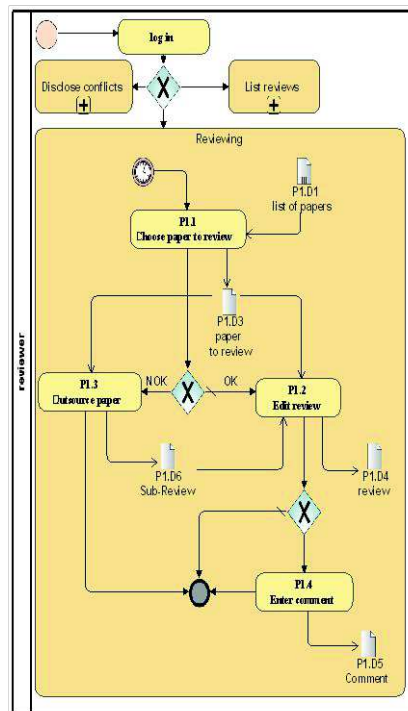 log in
Disclose conflicts
List reviews
Reviewing
P1.D1
list of papers
P1.1
Choose paper to review
P1.D3
paper
to review
P1.3
Outsource paper
NOK
OK
P1.2
Edit review
P1.D6
Sub-Review
P1.D4
review
P1.4
Enter comment
P1.D5
Comment
reviewer